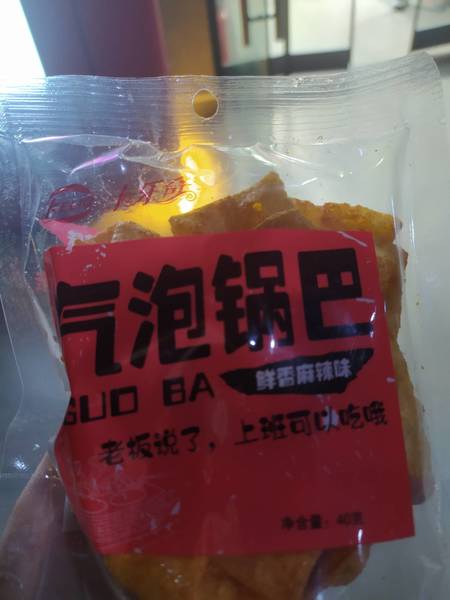 气泡锅巴
GUO BA
鲜香麻辣味
老板说了，上班可以吃哦
净含量：40克